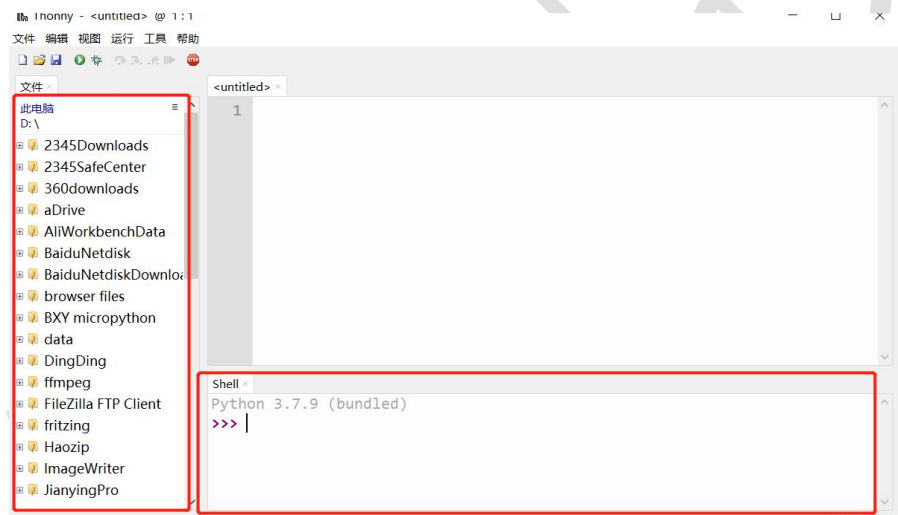 Thonny - <untitled> @ 1:1
文件 编辑 视图 运行 工具 帮助
STOP
文件
<untitled>
此电脑
D:\
1
2345Downloads
2345SafeCenter
360downloads
aDrive
AliWorkbenchData
BaiduNetdisk
BaiduNetdiskDownloa
browser files
BXY micropython
data
DingDing
ffmpeg
FileZilla FTP Client
fritzing
Haozip
ImageWriter
JianyingPro
Shell
Python 3.7.9 (bundled)
>>>